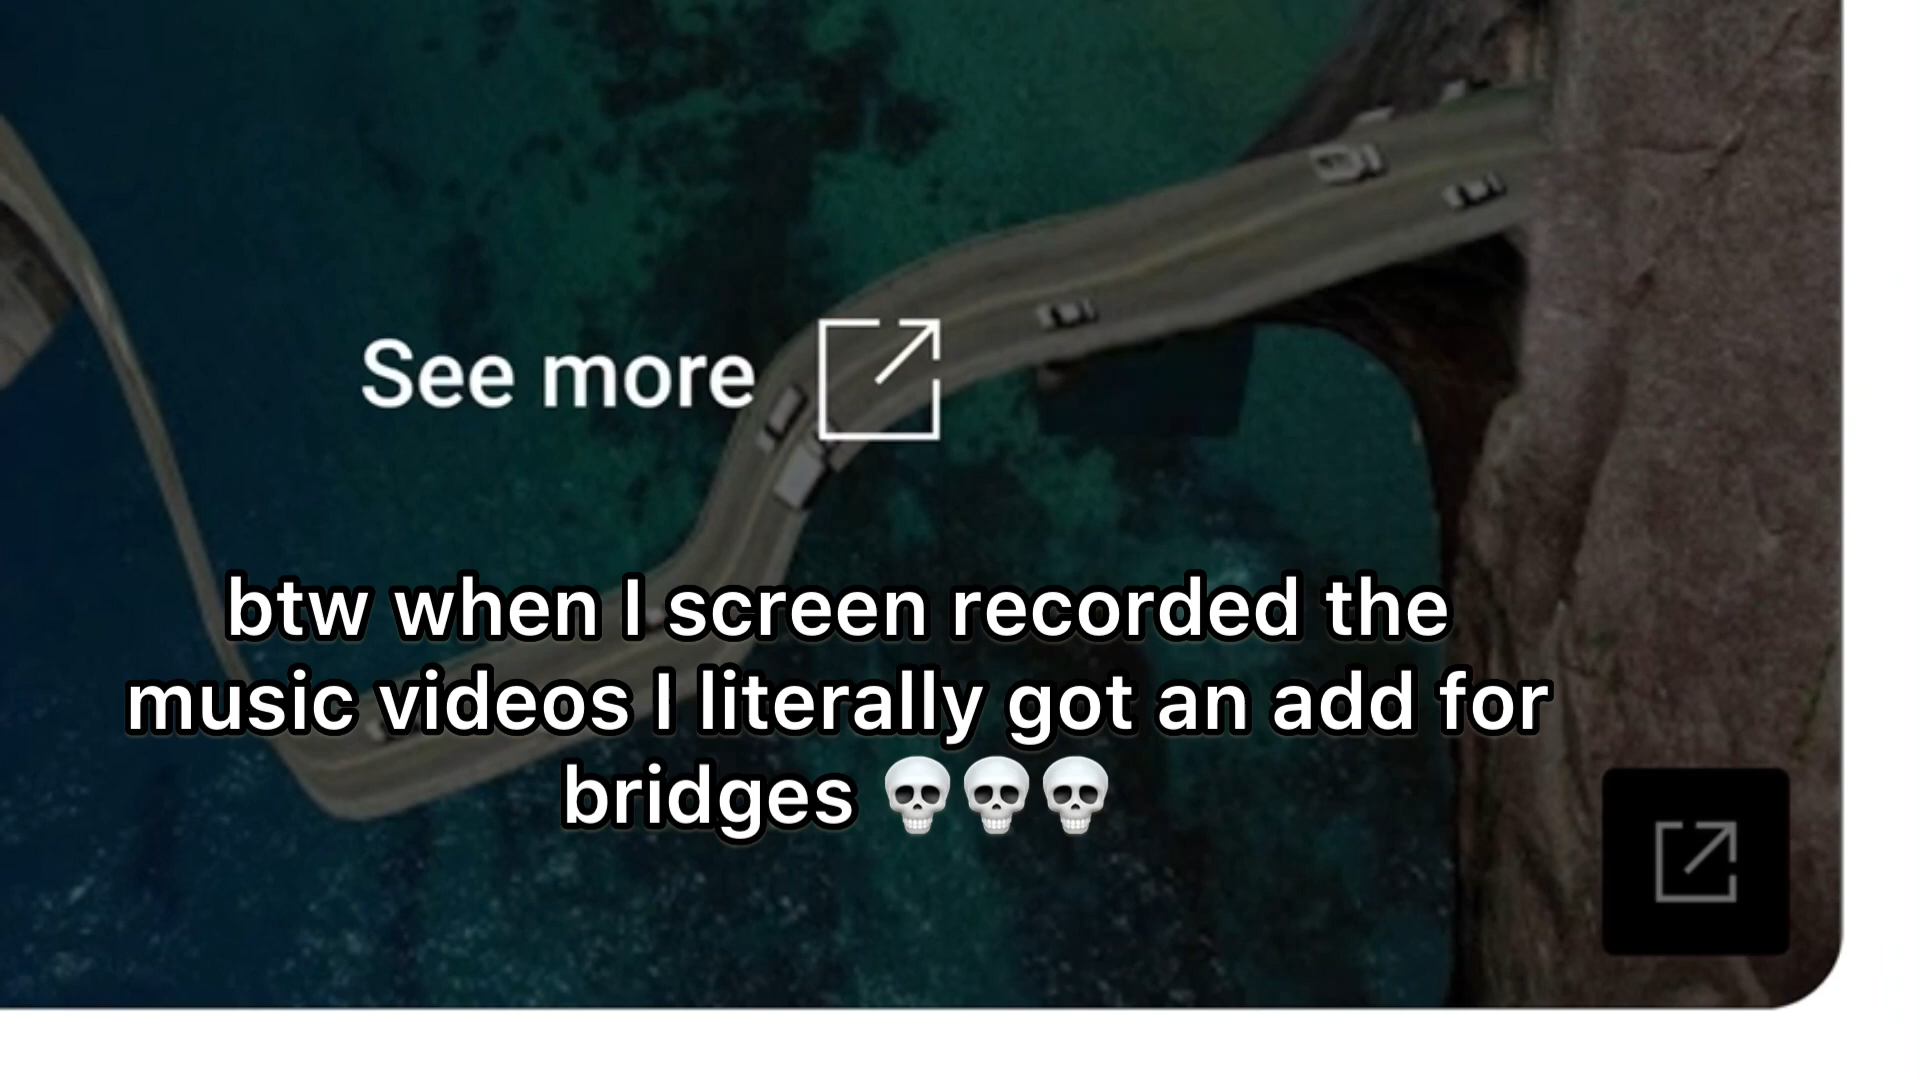 See more
btw when I screen recorded the
music videos I literally got an add for
bridges 💀💀💀